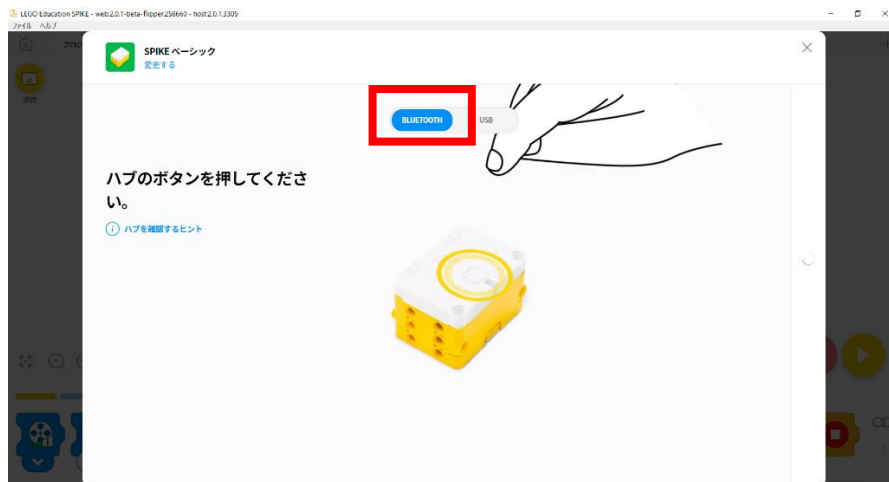 LEGO Education SPIKE - web:2.0.1-beta-flipper.258660 - host:2.0.1.3305
ファイル ヘルプ
SPIKE ベーシック
変更する
BLUETOOTH
USB
ハブのボタンを押してくださ
い。
ハブを確認するヒント
接続